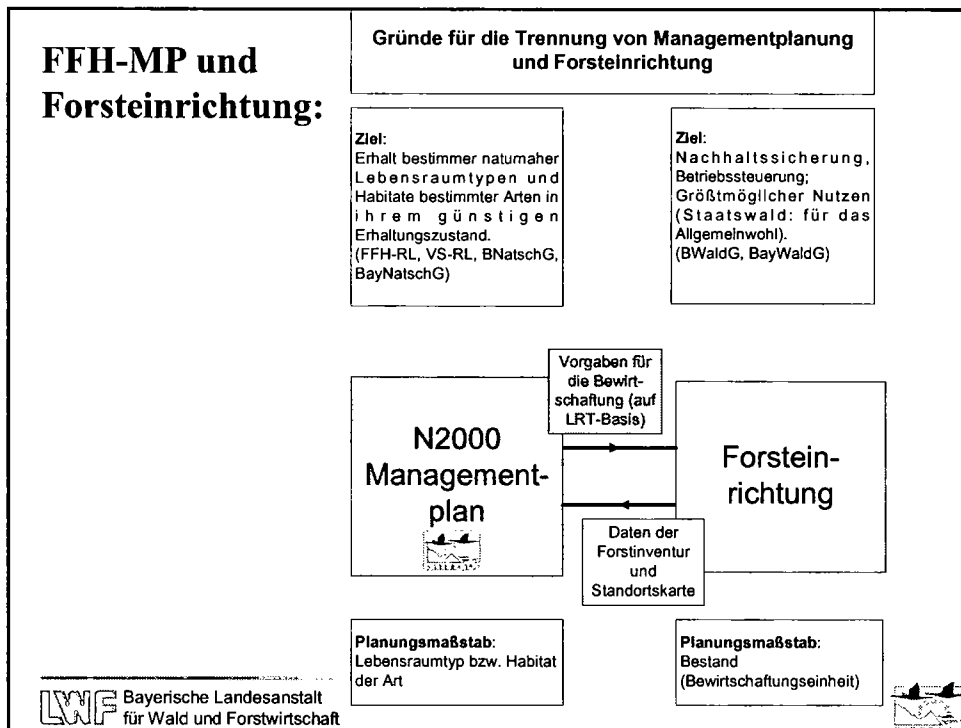 FFH-MP und
Forsteinrichtung:
Gründe für die Trennung von Managementplanung
und Forsteinrichtung
Ziel:
Erhalt bestimmer naturnaher
Lebensraumtypen und
Habitate bestimmter Arten in
ihrem günstigen
Erhaltungszustand.
(FFH-RL, VS-RL, BNatschG,
BayNatschG)
Ziel:
Nachhaltssicherung,
Betriebssteuerung;
Größtmöglicher Nutzen
(Staatswald: für das
Allgemeinwohl).
(BWaldG, BayWaldG)
Vorgaben für
die Bewirt-
schaftung (auf
LRT-Basis)
N2000
Management-
plan
Forstein-
richtung
Daten der
Forstinventur
und
Standortskarte
Planungsmaßstab:
Lebensraumtyp bzw. Habitat
der Art
Planungsmaßstab:
Bestand
(Bewirtschaftungseinheit)
LWF Bayerische Landesanstalt
für Wald und Forstwirtschaft